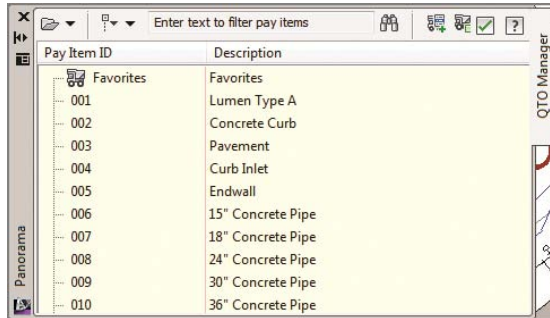 Enter text to filter pay items
?
Pay Item ID Description
Favorites Favorites
001 Lumen Type A
002 Concrete Curb
003 Pavement
004 Curb Inlet
005 Endwall
006 15" Concrete Pipe
007 18" Concrete Pipe
008 24" Concrete Pipe
009 30" Concrete Pipe
010 36" Concrete Pipe
Panorama
QTO Manager